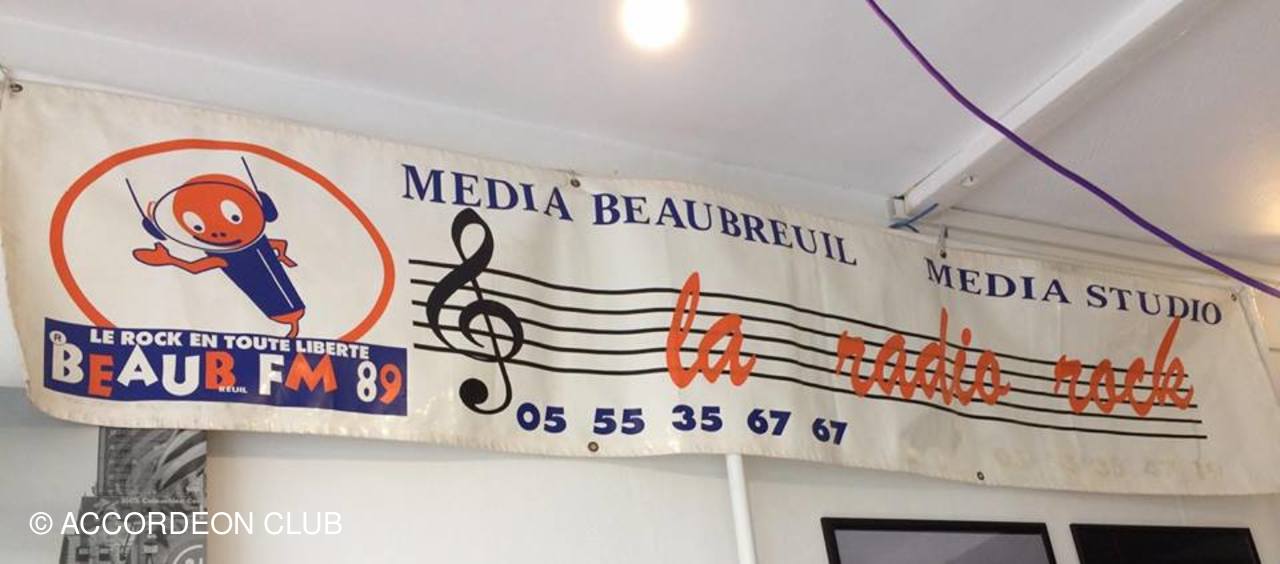 MEDIA BEAUBREUIL MEDIA STUDIO
la radio rock
05 55 35 67 67
® LE ROCK EN TOUTE LIBERTE
BEAUBREUIL FM 89
© ACCORDEON CLUB